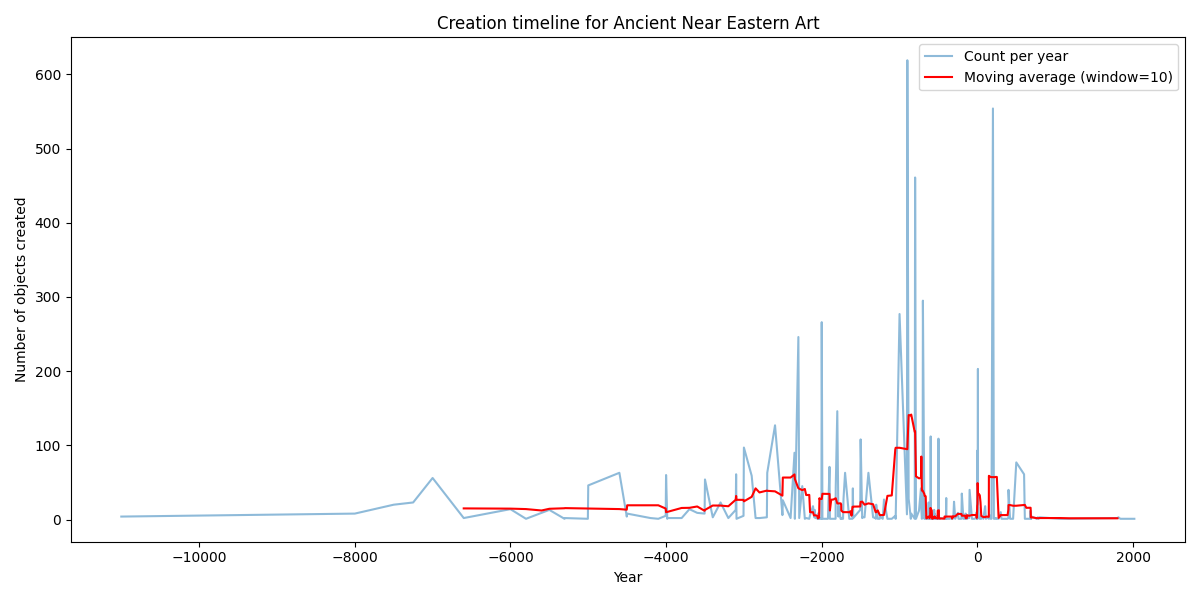 Creation timeline for Ancient Near Eastern Art
Count per year
Moving average (window=10)
Number of objects created
600
500
400
300
200
100
0
−10000
−8000
−6000
−4000
−2000
0
2000
Year